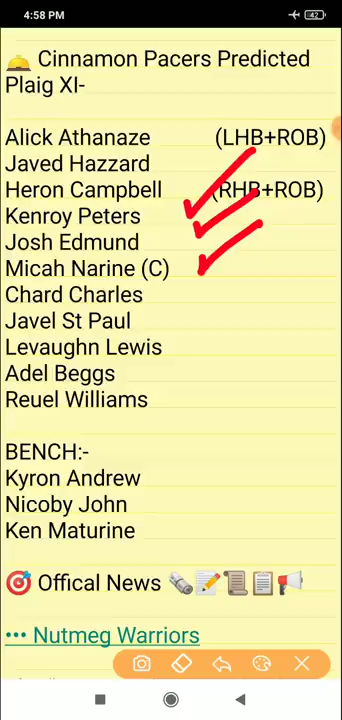 4:58 PM
42
🛎 Cinnamon Pacers Predicted
Plaig XI-
Alick Athanaze (LHB+ROB)
Javed Hazzard
Heron Campbell (RHB+ROB)
Kenroy Peters
Josh Edmund
Micah Narine (C)
Chard Charles
Javel St Paul
Levaughn Lewis
Adel Beggs
Reuel Williams
BENCH:-
Kyron Andrew
Nicoby John
Ken Maturine
🎯 Offical News 🗞📝📜📋📢
••• Nutmeg Warriors